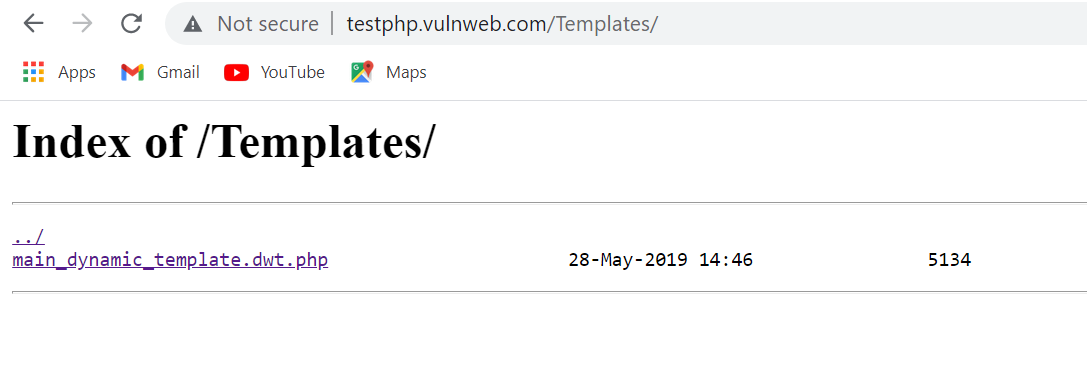 Not secure | testphp.vulnweb.com/Templates/
Apps Gmail YouTube Maps
Index of /Templates/
../
main_dynamic_template.dwt.php 28-May-2019 14:46 5134